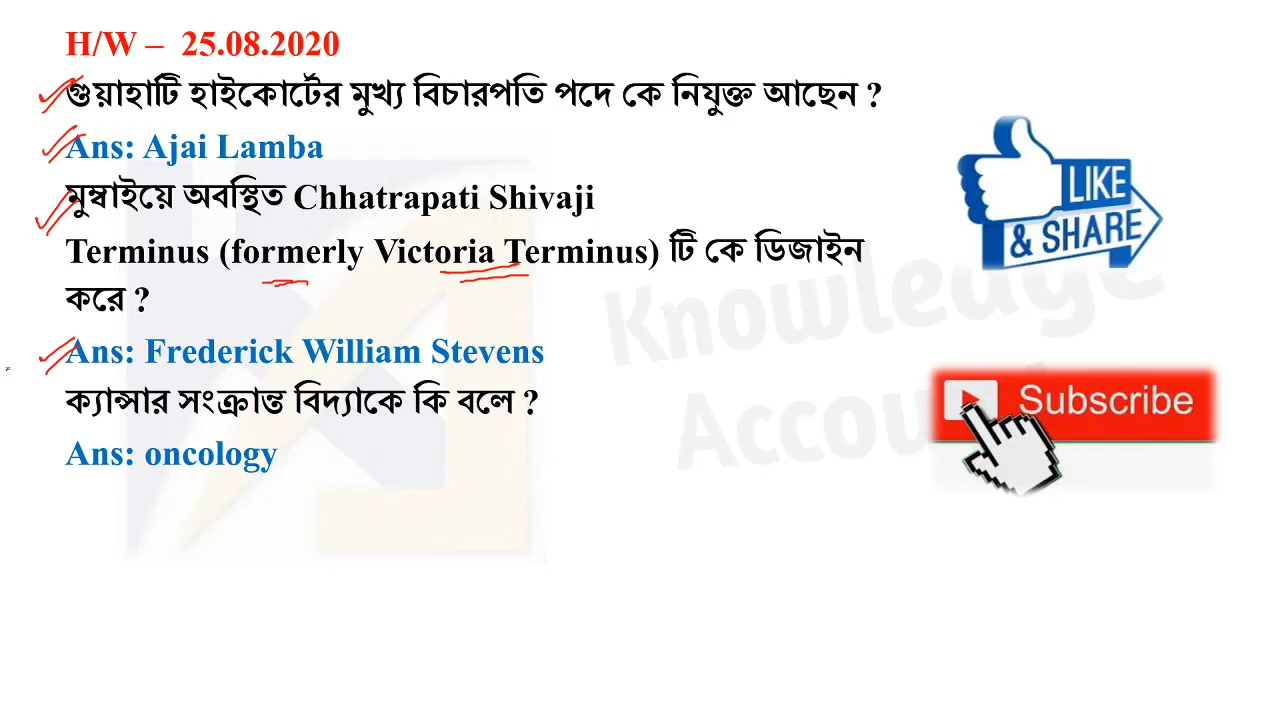 H/W – 25.08.2020
গুয়াহাটি হাইকোর্টের মুখ্য বিচারপতি পদে কে নিযুক্ত আছেন ?
Ans: Ajai Lamba
মুম্বাইয়ে অবস্থিত Chhatrapati Shivaji
Terminus (formerly Victoria Terminus) টি কে ডিজাইন
করে ?
Ans: Frederick William Stevens
ক্যান্সার সংক্রান্ত বিদ্যাকে কি বলে ?
Ans: oncology
LIKE
& SHARE
Knowledge
Account
Subscribe